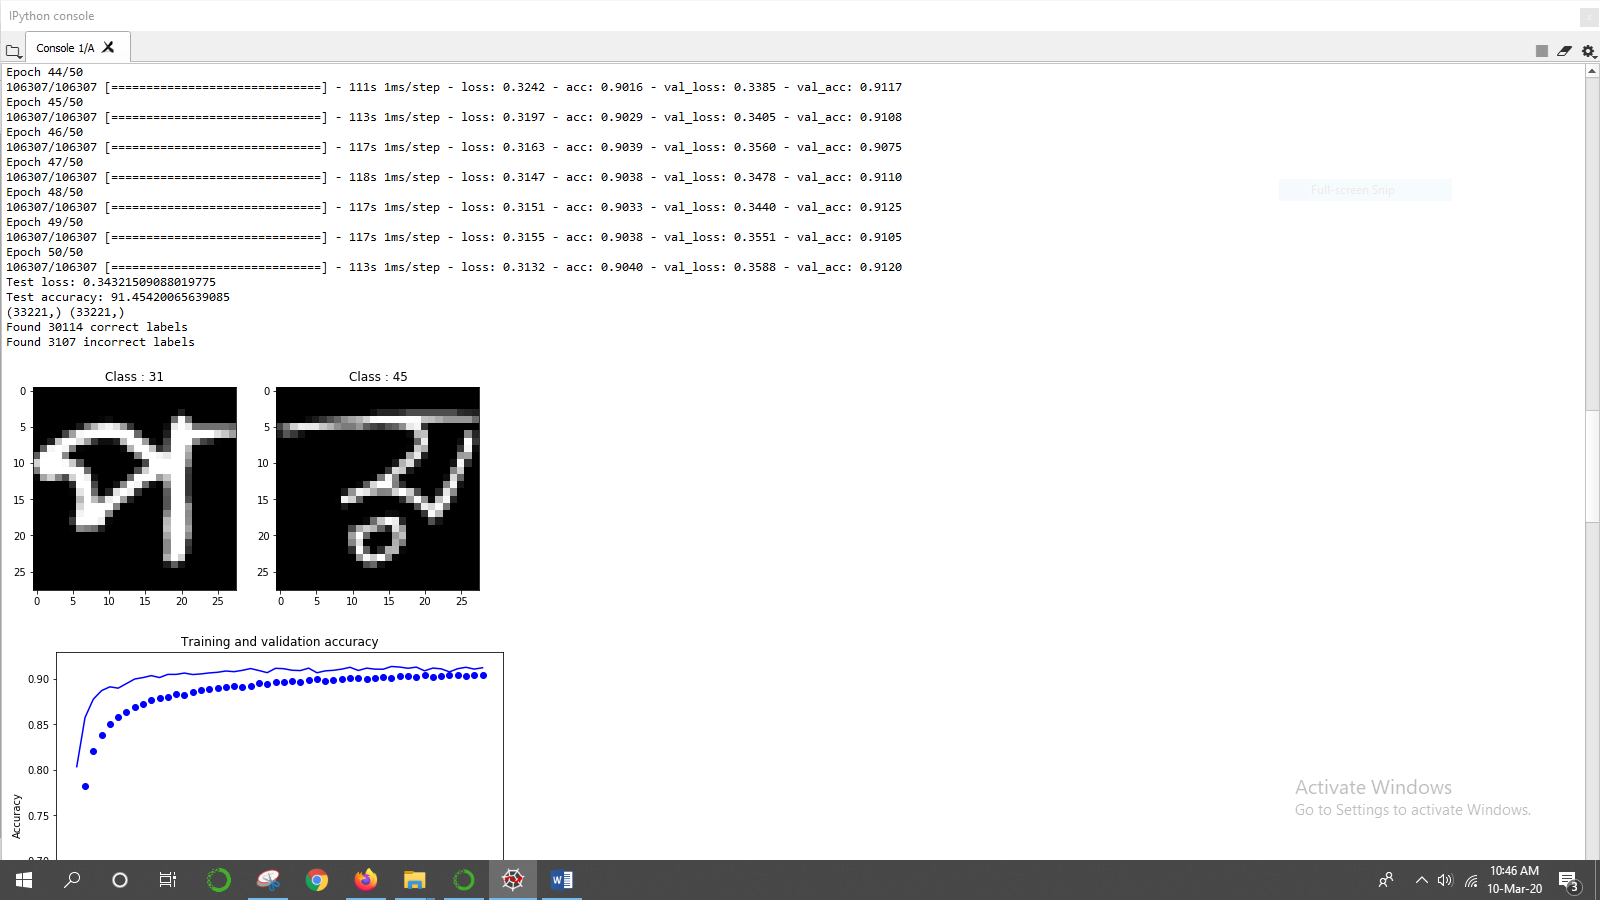 IPython console
Console 1/A
Epoch 44/50
106307/106307 [==============================] - 111s 1ms/step - loss: 0.3242 - acc: 0.9016 - val_loss: 0.3385 - val_acc: 0.9117
Epoch 45/50
106307/106307 [==============================] - 113s 1ms/step - loss: 0.3197 - acc: 0.9029 - val_loss: 0.3405 - val_acc: 0.9108
Epoch 46/50
106307/106307 [==============================] - 117s 1ms/step - loss: 0.3163 - acc: 0.9039 - val_loss: 0.3560 - val_acc: 0.9075
Epoch 47/50
106307/106307 [==============================] - 118s 1ms/step - loss: 0.3147 - acc: 0.9038 - val_loss: 0.3478 - val_acc: 0.9110
Epoch 48/50
106307/106307 [==============================] - 117s 1ms/step - loss: 0.3151 - acc: 0.9033 - val_loss: 0.3440 - val_acc: 0.9125
Epoch 49/50
106307/106307 [==============================] - 117s 1ms/step - loss: 0.3155 - acc: 0.9038 - val_loss: 0.3551 - val_acc: 0.9105
Epoch 50/50
106307/106307 [==============================] - 113s 1ms/step - loss: 0.3132 - acc: 0.9040 - val_loss: 0.3588 - val_acc: 0.9120
Full-screen Snip
Test loss: 0.34321509088019775
Test accuracy: 91.45420065639085
(33221,) (33221,)
Found 30114 correct labels
Found 3107 incorrect labels
Class : 31
0
5
10
15
20
25
0 5 10 15 20 25
প
Class : 45
0
5
10
15
20
25
0 5 10 15 20 25
Training and validation accuracy
0.90
0.85
0.80
0.75
0.70
Accuracy
Activate Windows
Go to Settings to activate Windows.
10:46 AM
10-Mar-20
3